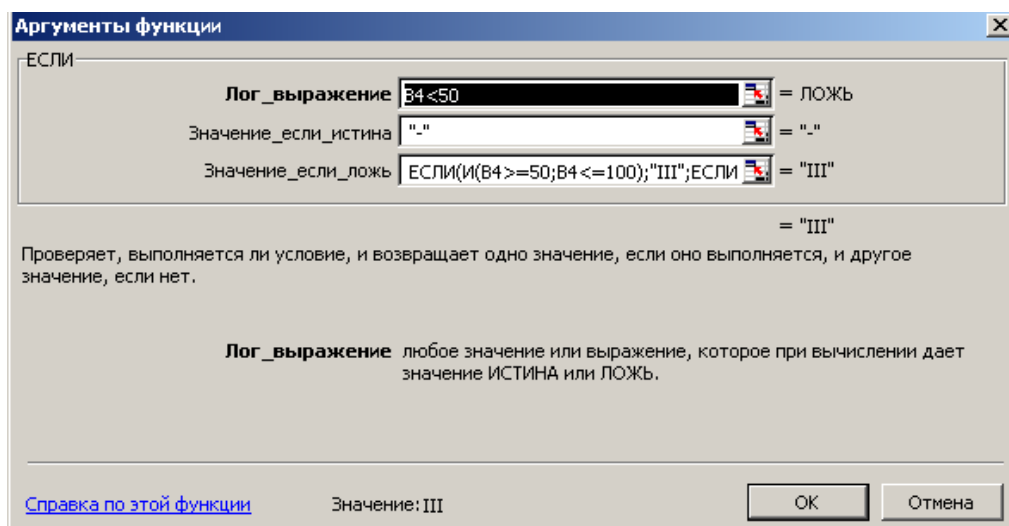 Аргументы функции
ЕСЛИ
Лог_выражение B4<50 = ЛОЖЬ
Значение_если_истина "-" = "-"
Значение_если_ложь ЕСЛИ(И(B4>=50;B4<=100);"III";ЕСЛИ = "III"
= "III"
Проверяет, выполняется ли условие, и возвращает одно значение, если оно выполняется, и другое
значение, если нет.
Лог_выражение любое значение или выражение, которое при вычислении дает
значение ИСТИНА или ЛОЖЬ.
Справка по этой функции Значение:III OK Отмена